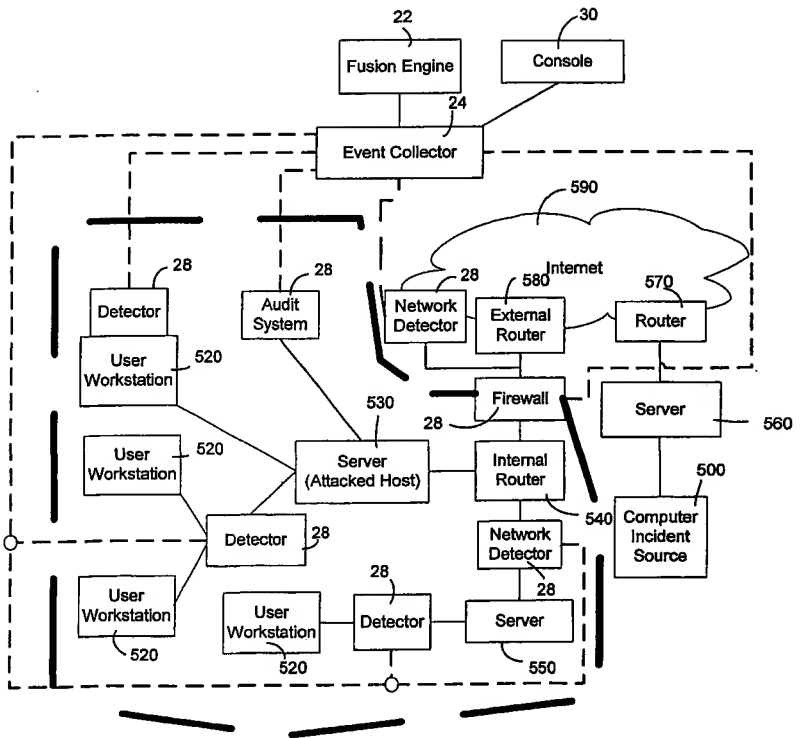 22
30
Fusion Engine
Console
24
Event Collector
590
Internet
28
Detector
User
Workstation
520
28
Audit
System
28
Network
Detector
580
External
Router
570
Router
Firewall
28
Server
560
User
Workstation
520
530
Server
(Attacked Host)
Internal
Router
540
500
Computer
Incident
Source
Detector
28
Network
Detector
28
User
Workstation
520
User
Workstation
520
28
Detector
Server
550